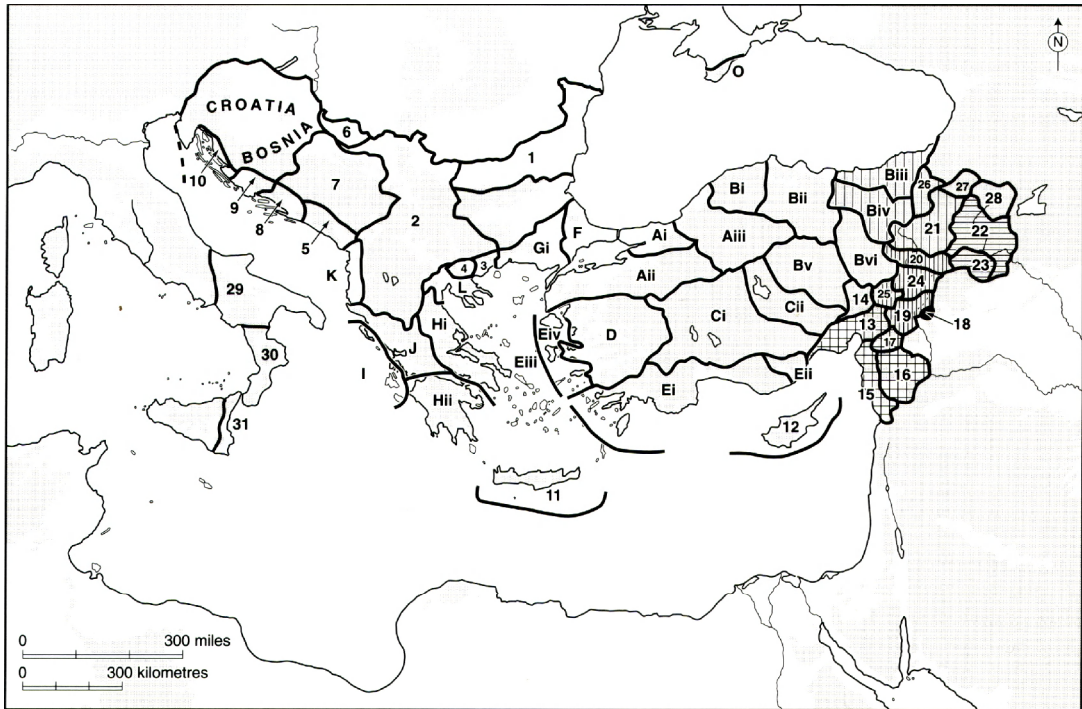 N
O
CROATIA
BOSNIA
6
1
10
7
9
8
5
2
Bi
Bii
Biii
26
27
28
Biv
21
22
F
Ai
Aiii
Gi
4
3
L
K
Aii
Bv
Bvi
20
23
24
29
Cii
14
25
Hi
Ci
13
19
18
17
Eiv
D
30
J
Eiii
I
Ei
Eii
16
15
Hii
31
12
11
0 300 miles
0 300 kilometres